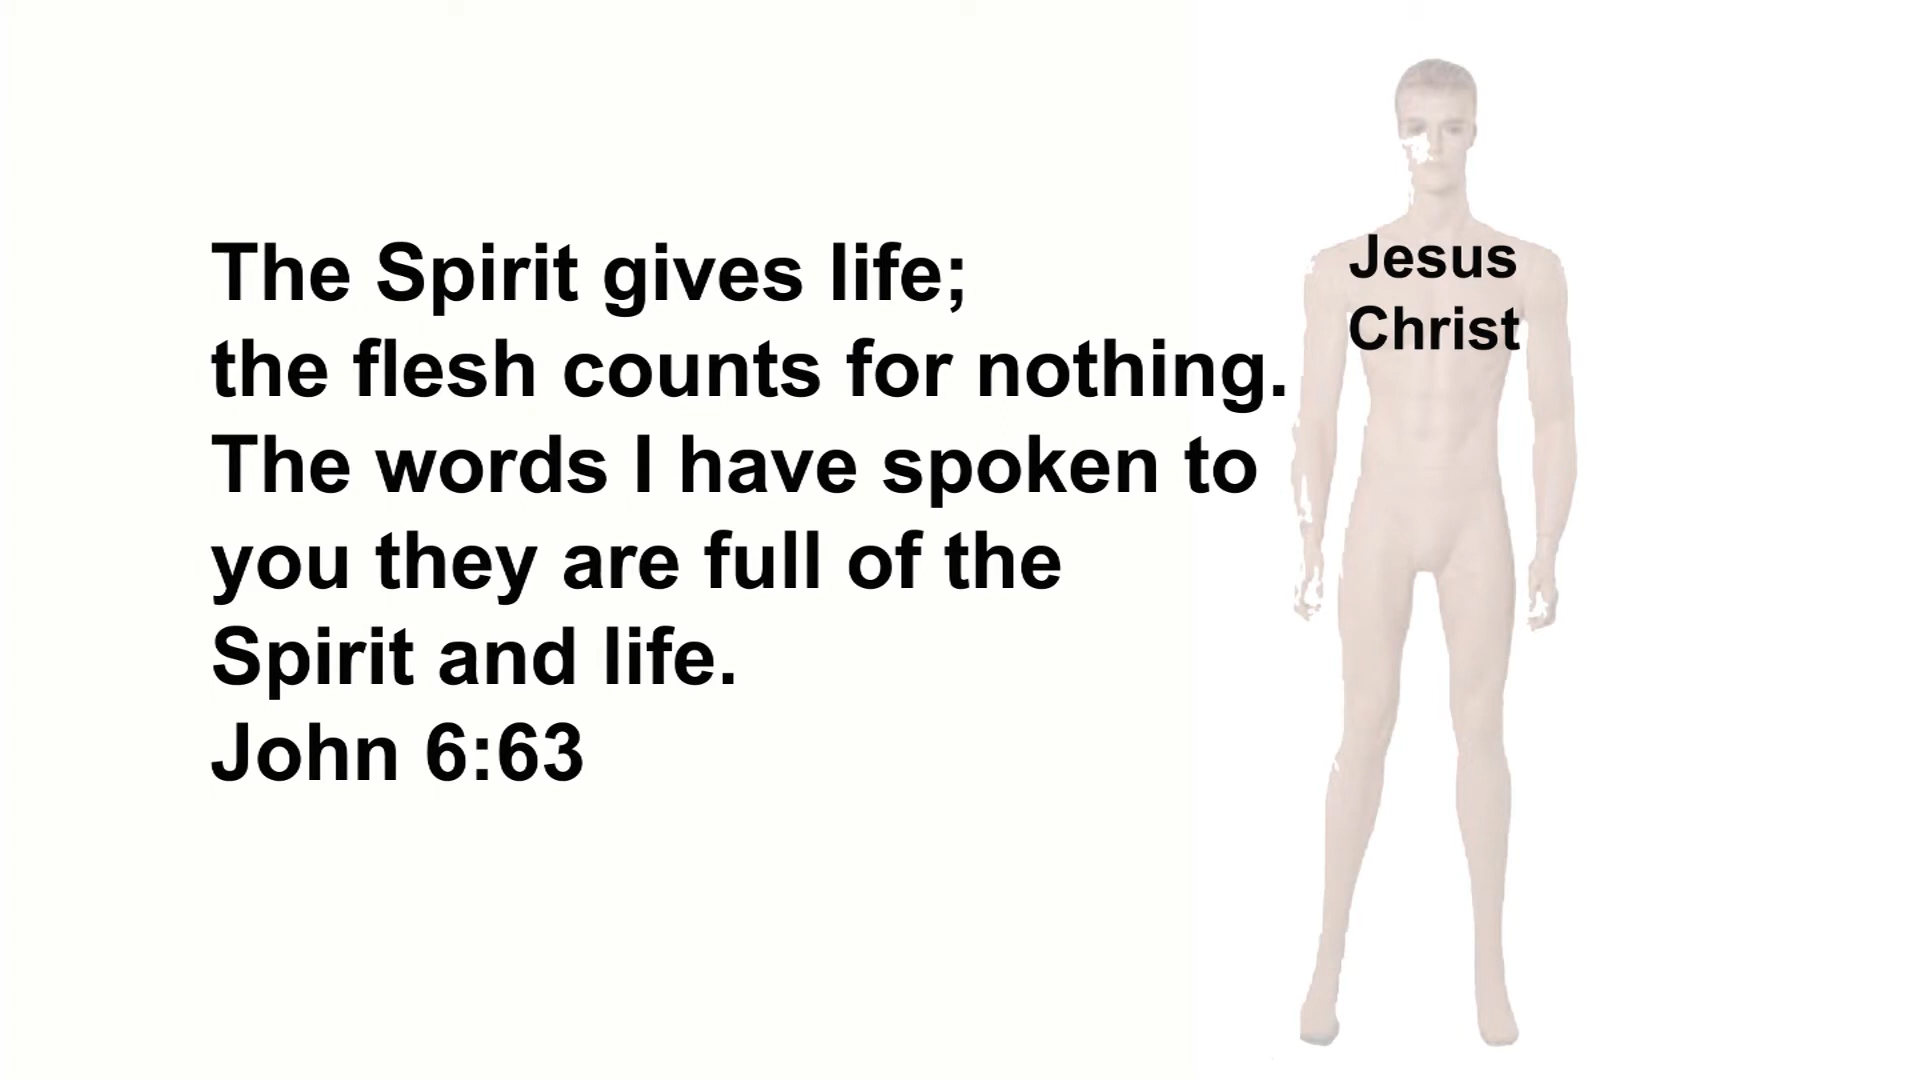 The Spirit gives life;
the flesh counts for nothing.
The words I have spoken to
you they are full of the
Spirit and life.
John 6:63
Jesus
Christ